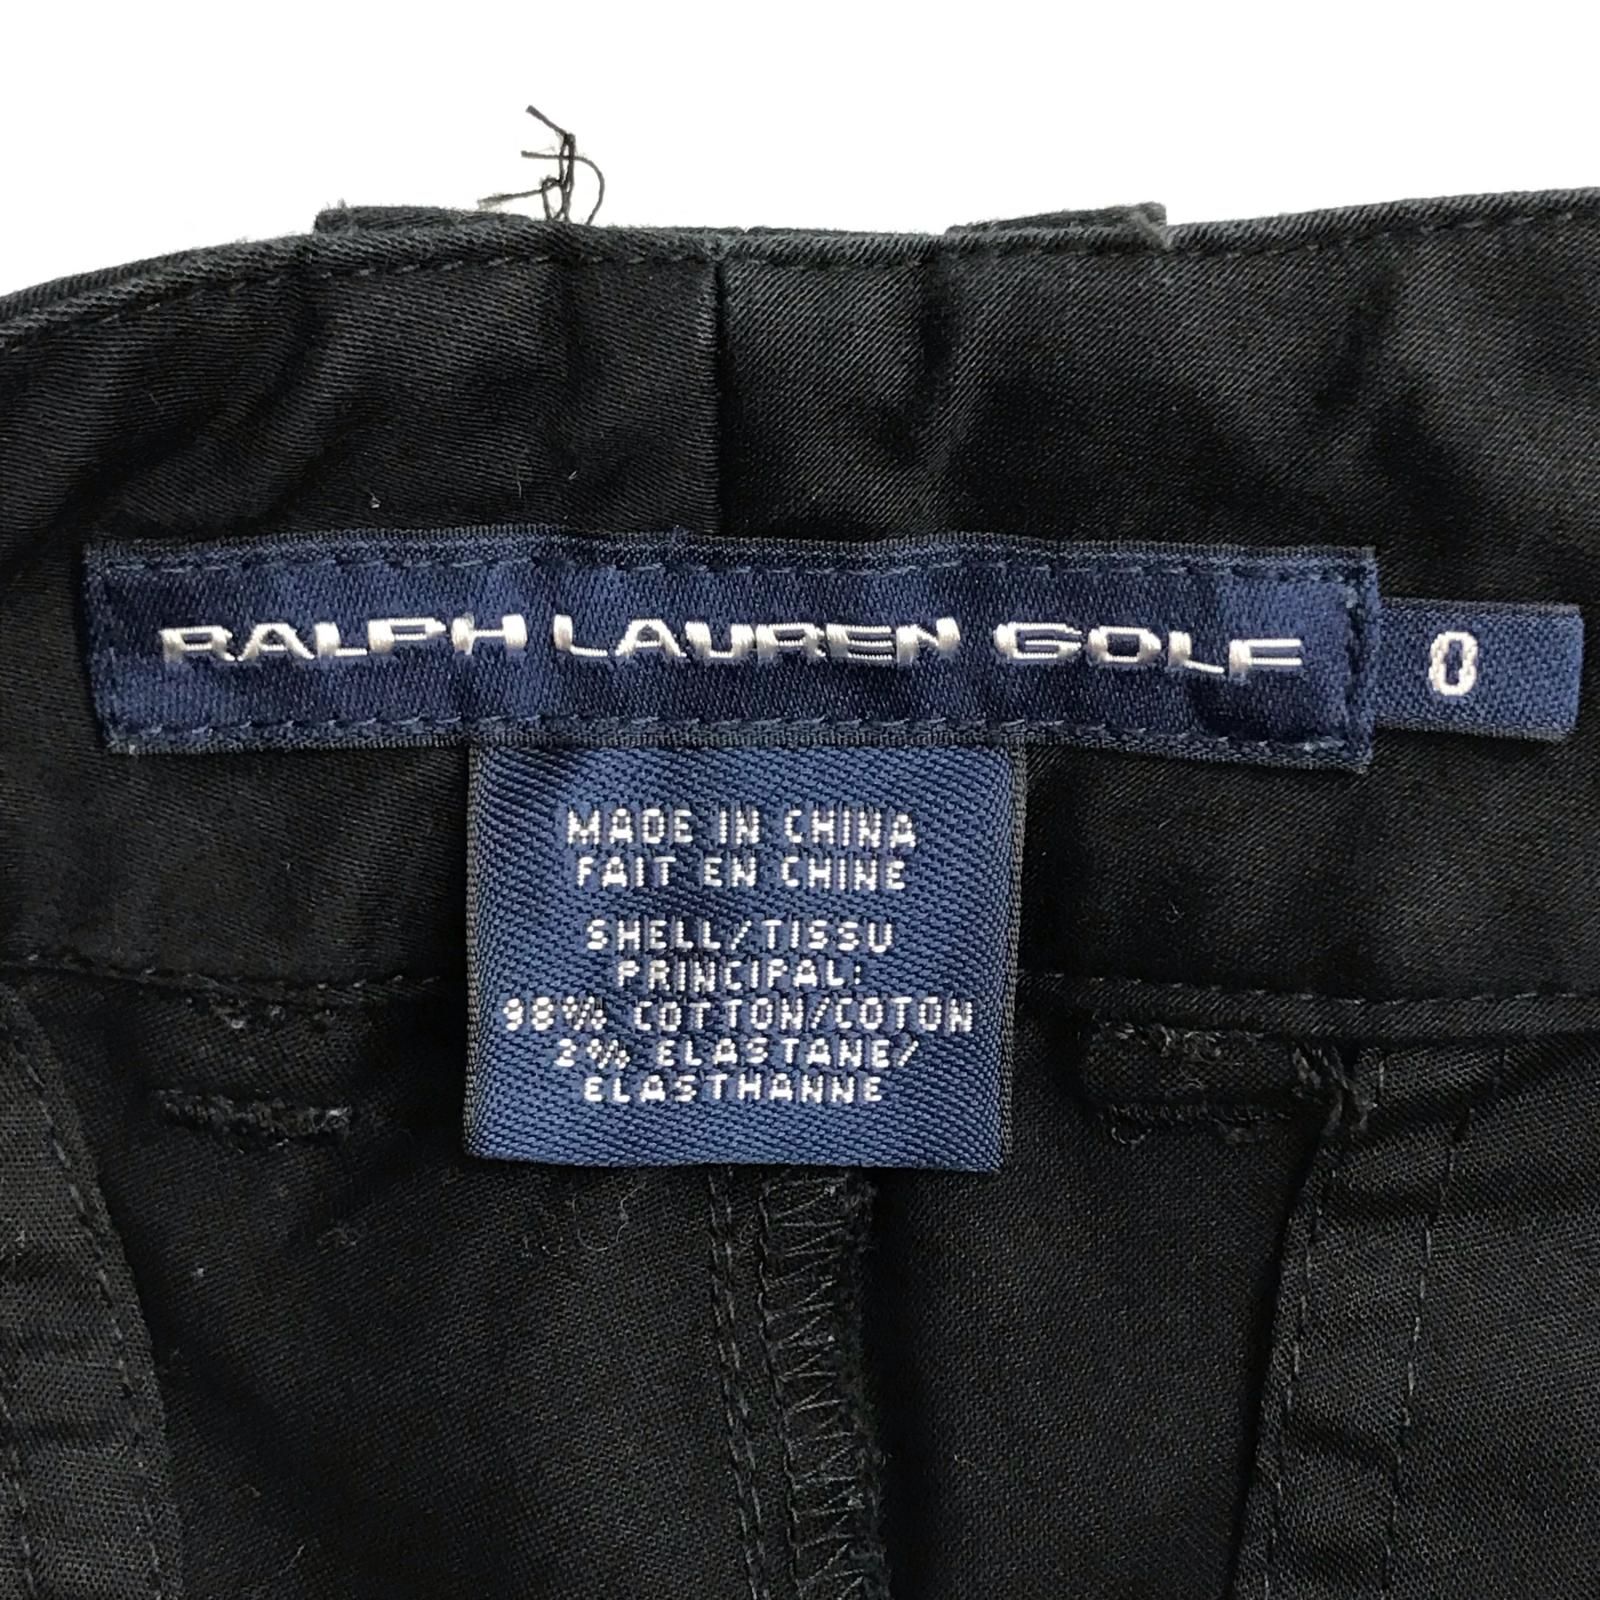 RALPH LAUREN GOLF
0
MADE IN CHINA
FAIT EN CHINE
SHELL/TISSU
PRINCIPAL:
98% COTTON/COTON
2% ELASTANE/
ELASTHANNE